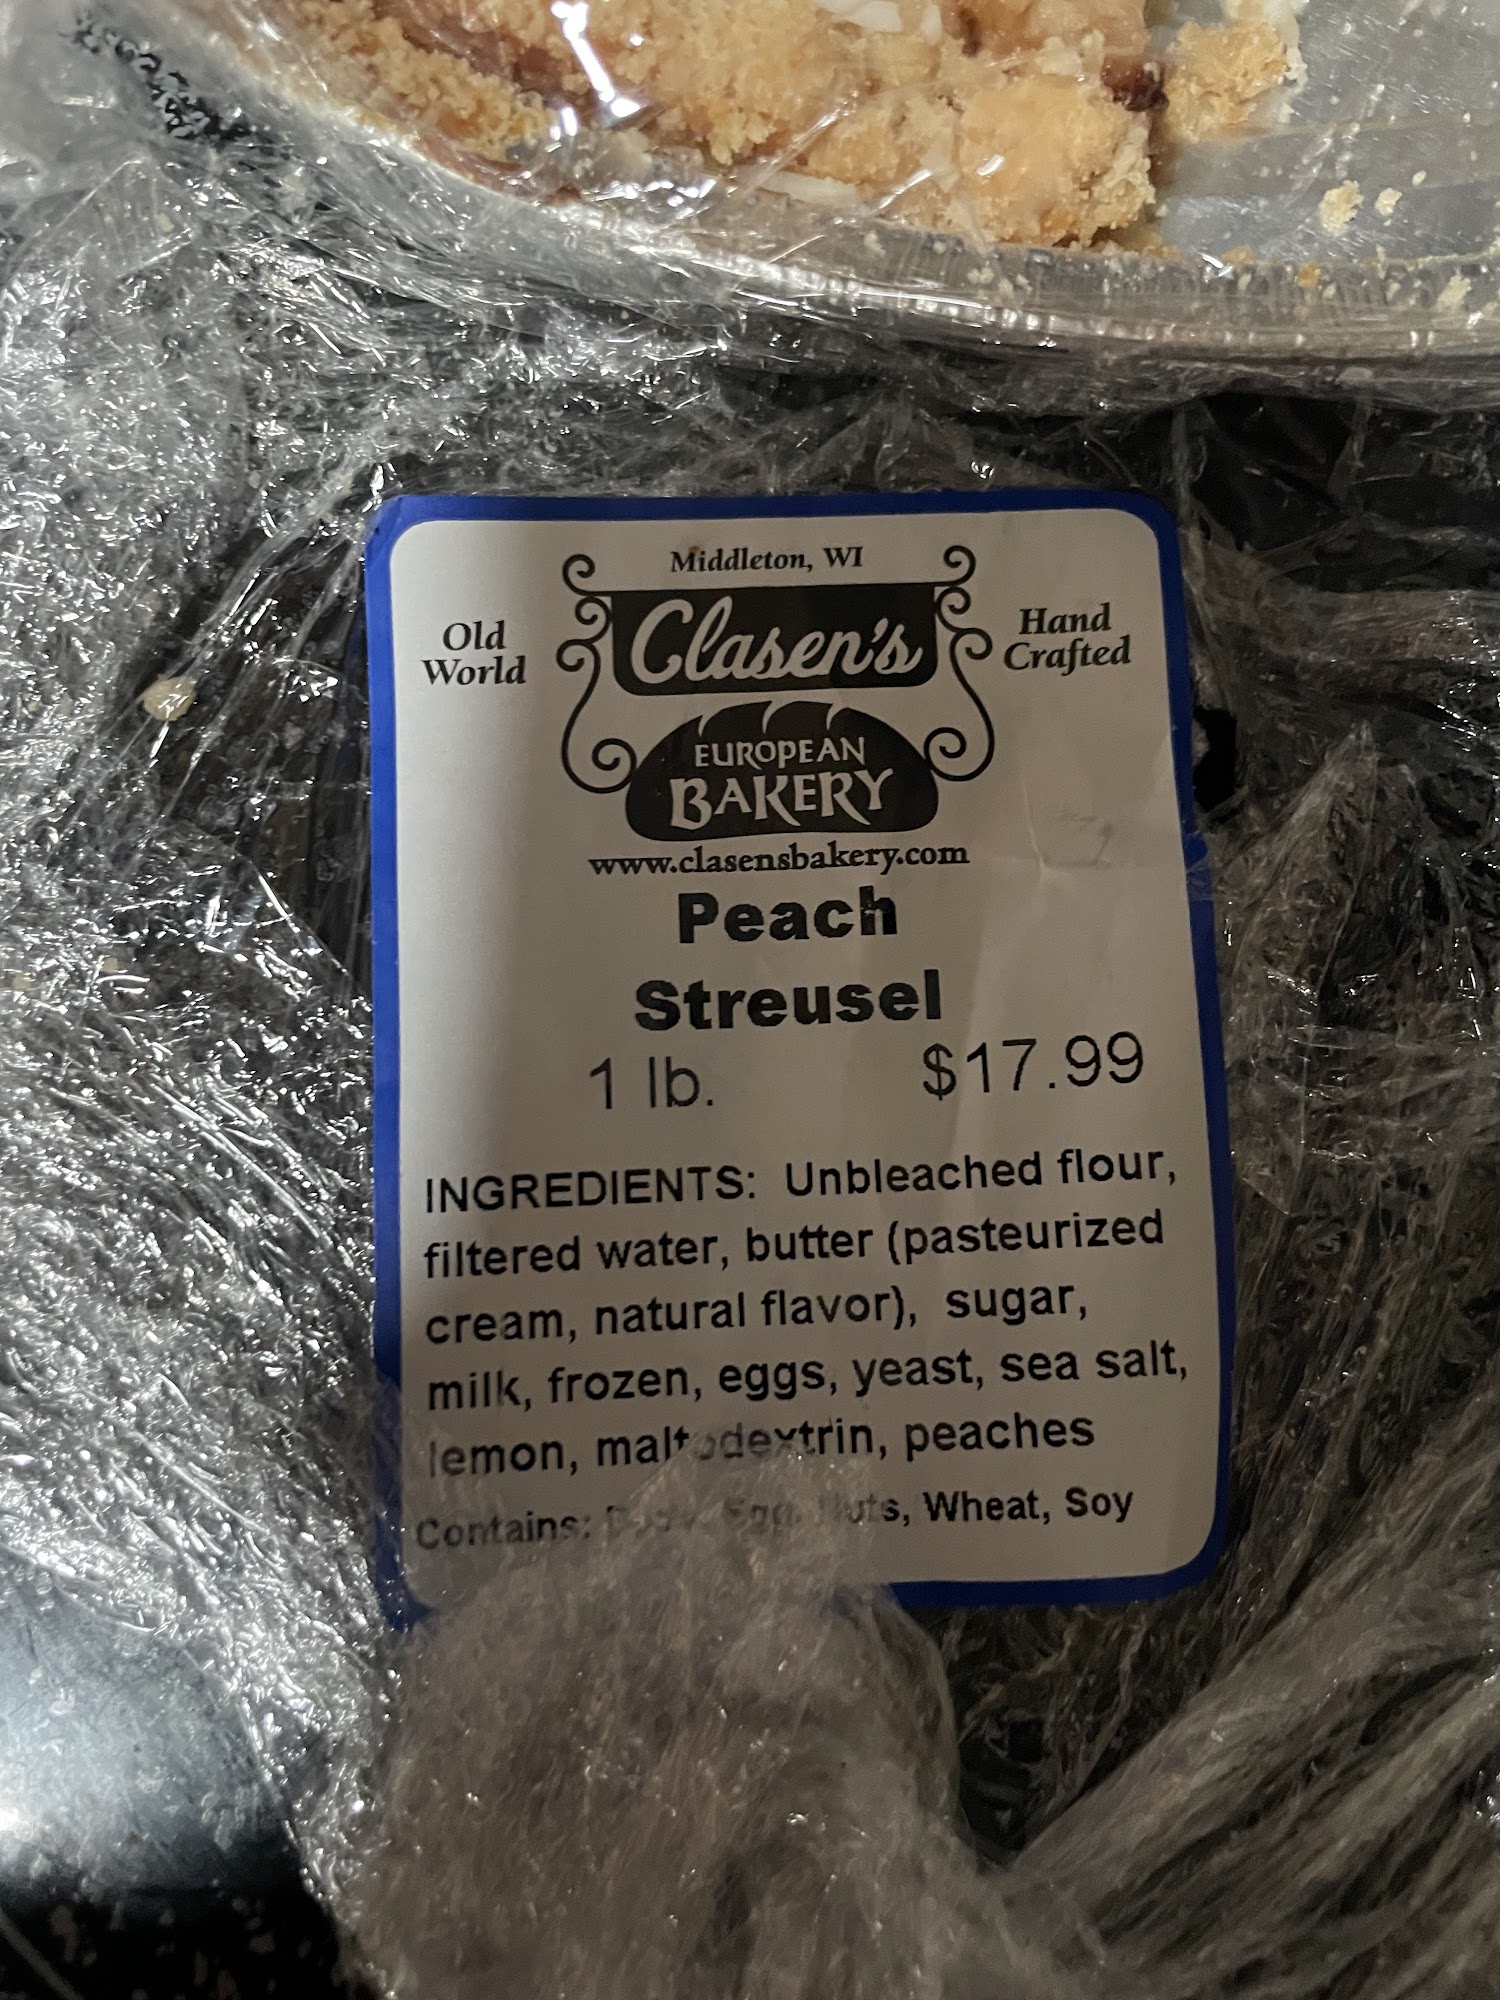 Middleton, WI
Old
World
Clasen's
Hand
Crafted
EUROPEAN
BAKERY
www.clasensbakery.com
Peach
Streusel
1 lb. $17.99
INGREDIENTS: Unbleached flour,
filtered water, butter (pasteurized
cream, natural flavor), sugar,
milk, frozen, eggs, yeast, sea salt,
lemon, maltodextrin, peaches
Contains: Egg, Nuts, Wheat, Soy